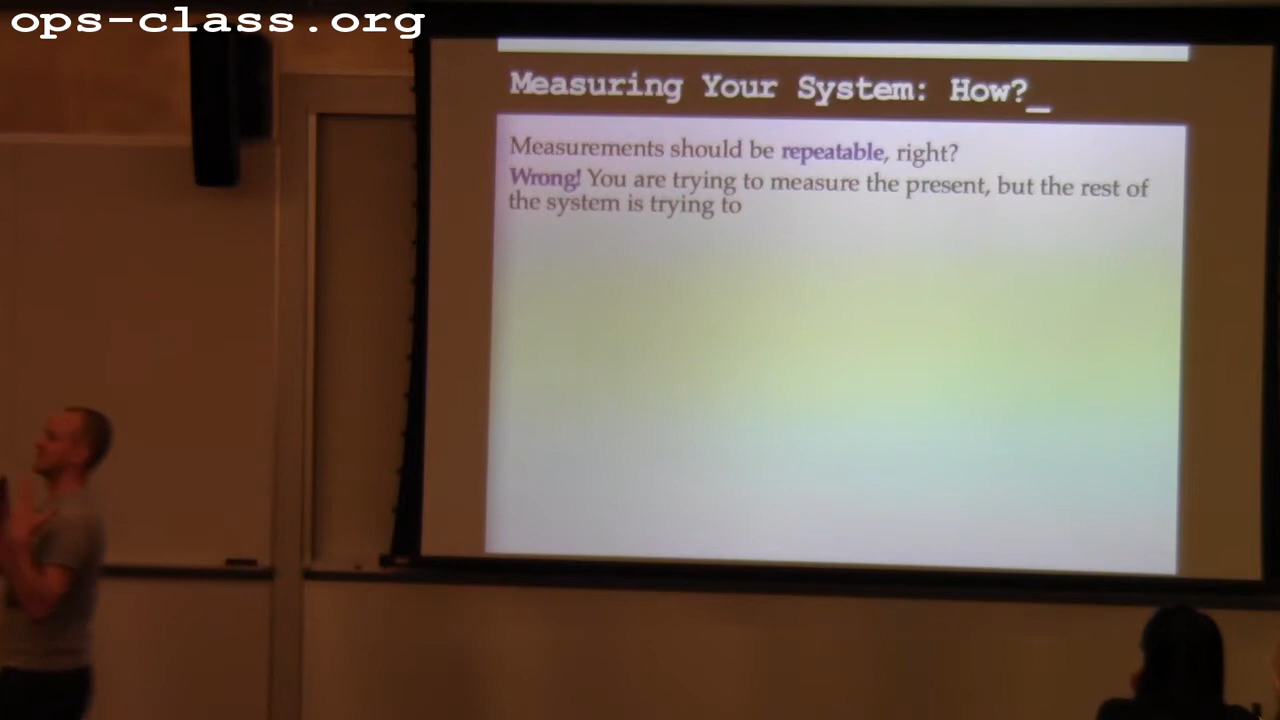 ops-class.org
Measuring Your System: How?_
Measurements should be repeatable, right?
Wrong! You are trying to measure the present, but the rest of
the system is trying to